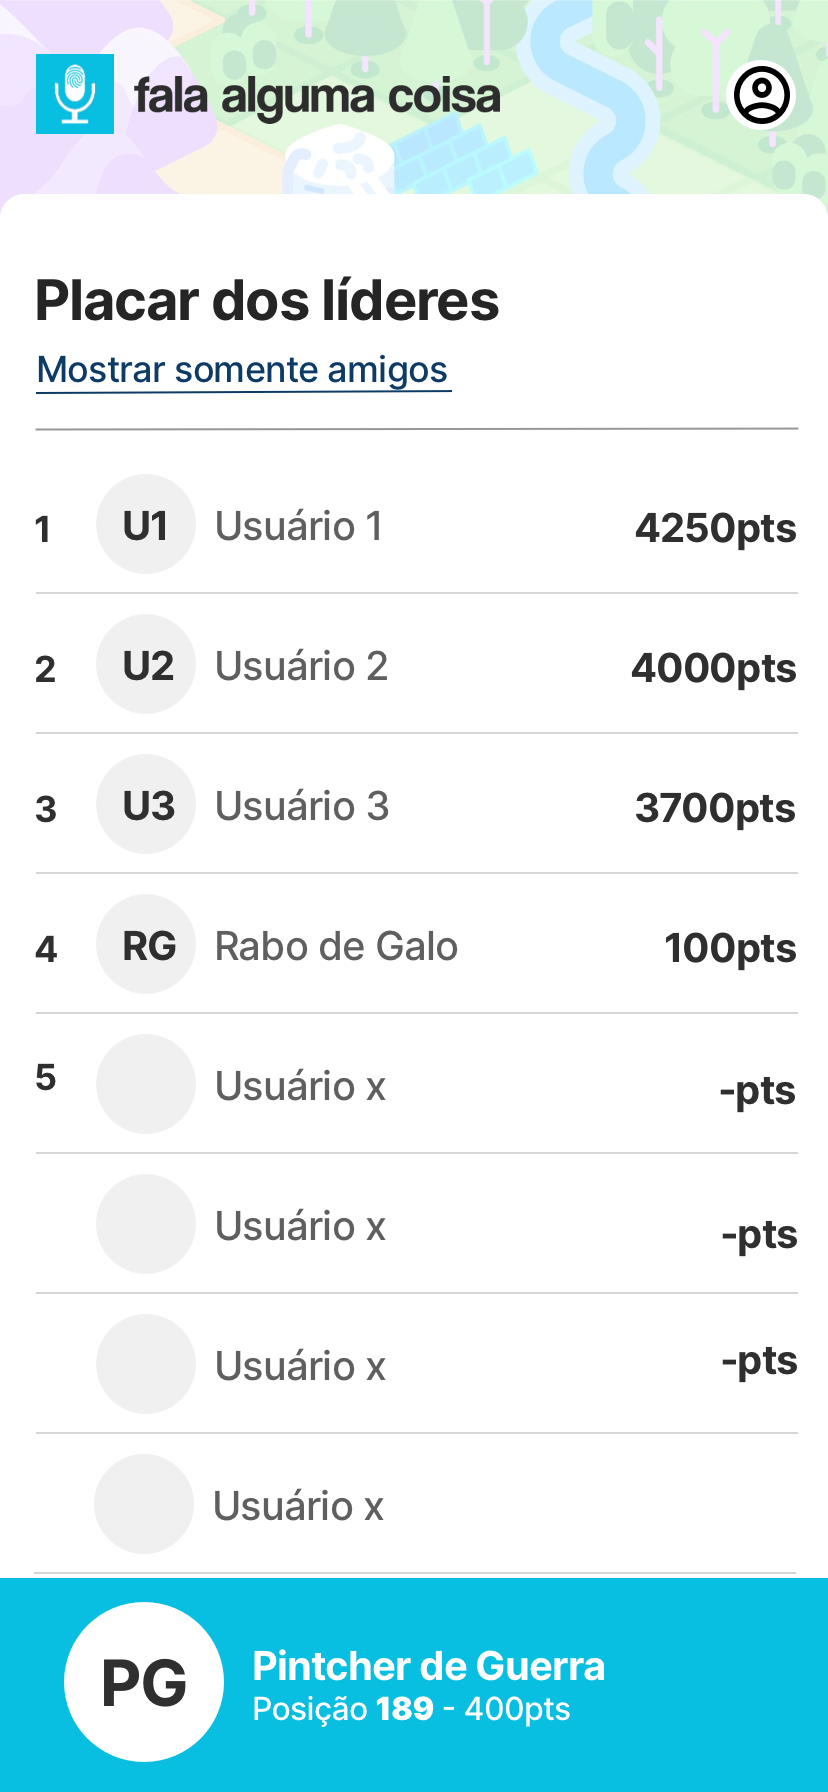 fala alguma coisa
Placar dos líderes
Mostrar somente amigos
1 U1 Usuário 1 4250pts
2 U2 Usuário 2 4000pts
3 U3 Usuário 3 3700pts
4 RG Rabo de Galo 100pts
5 Usuário x -pts
Usuário x -pts
Usuário x -pts
Usuário x
PG Pintcher de Guerra
Posição 189 - 400pts